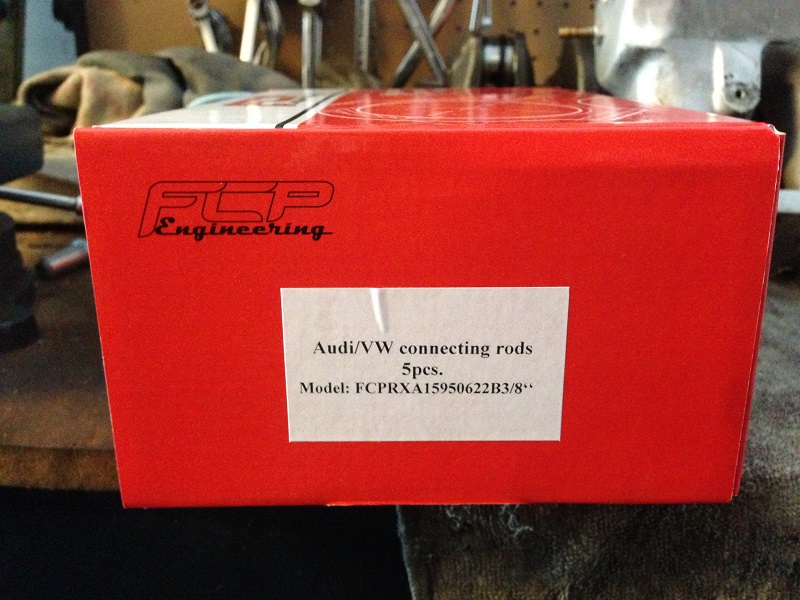 FCP
Engineering
Audi/VW connecting rods
5pcs.
Model: FCPRXA15950622B3/8“